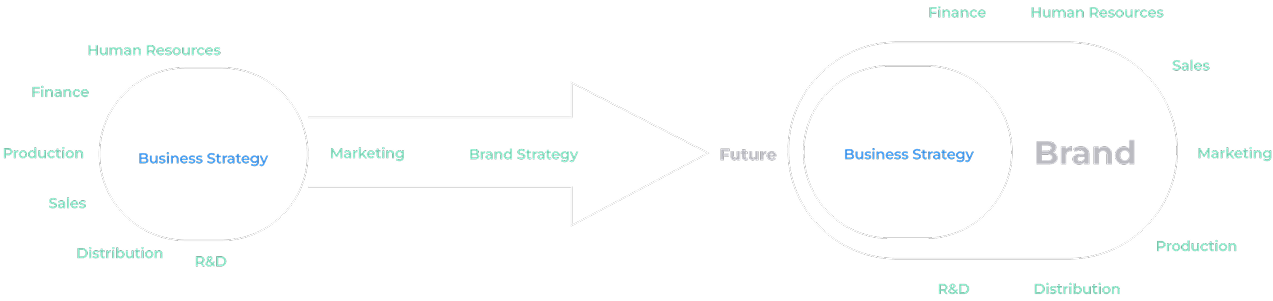 Human Resources
Finance
Production
Sales
Distribution
R&D
Business Strategy
Marketing
Brand Strategy
Future
Business Strategy
Brand
Finance
Human Resources
Sales
Marketing
Production
Distribution
R&D